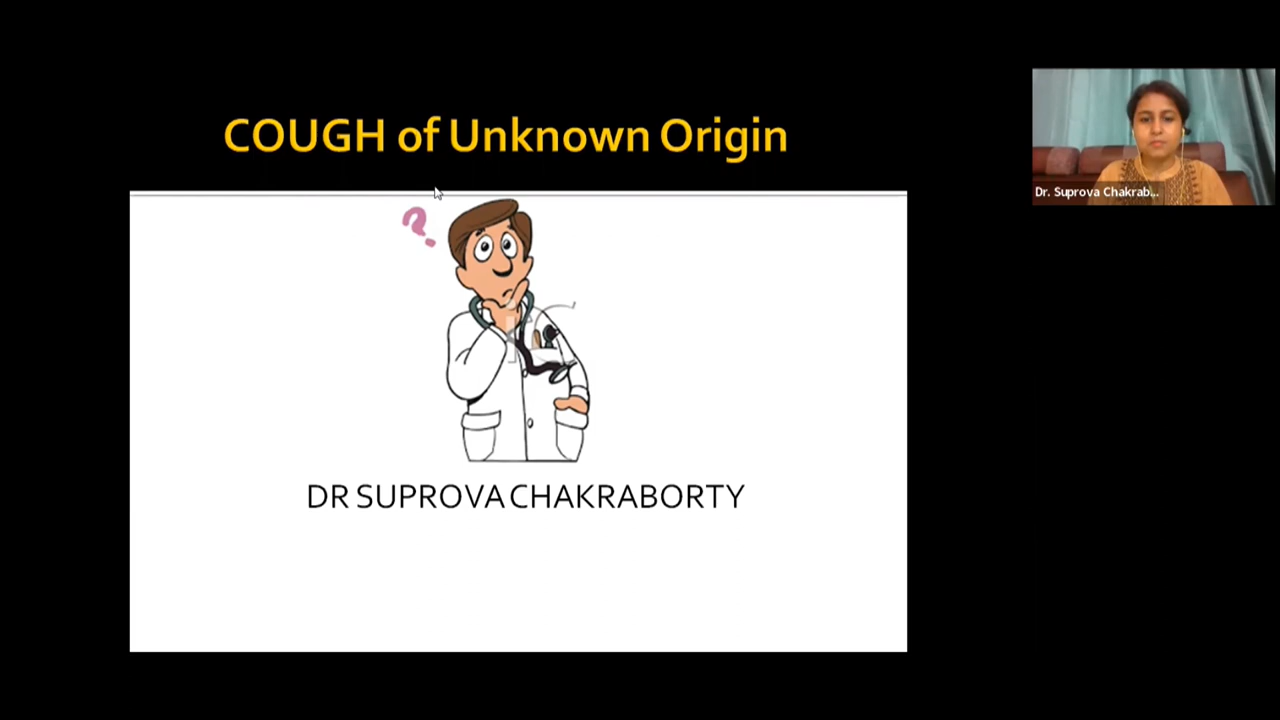 COUGH of Unknown Origin
?
DR SUPROVA CHAKRABORTY
Dr. Suprova Chakrab...